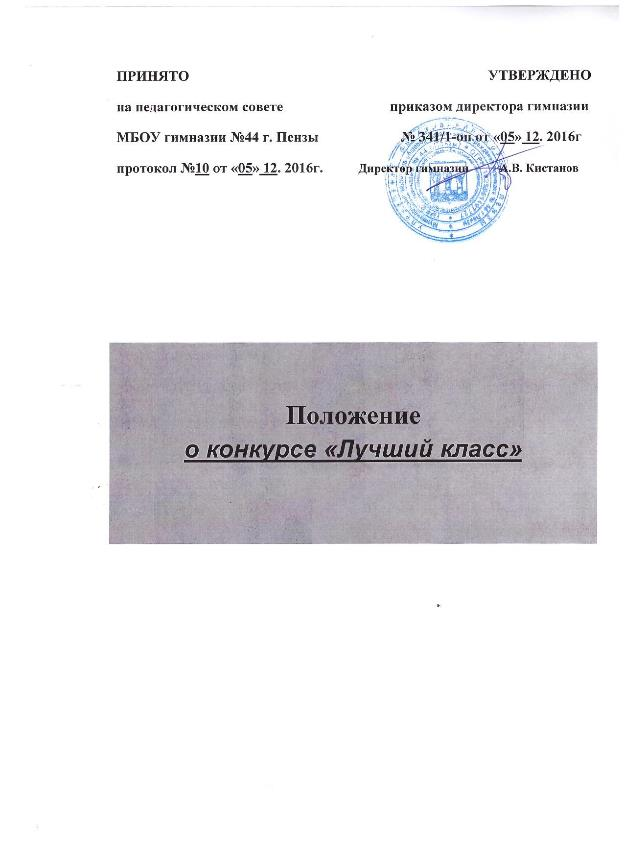 ПРИНЯТО
на педагогическом совете
МБОУ гимназии №44 г. Пензы
протокол №10 от «05» 12. 2016г.
УТВЕРЖДЕНО
приказом директора гимназии
№ 341/1-оп от «05» 12. 2016г
Директор гимназии А.В. Кистанов
Положение
о конкурсе «Лучший класс»